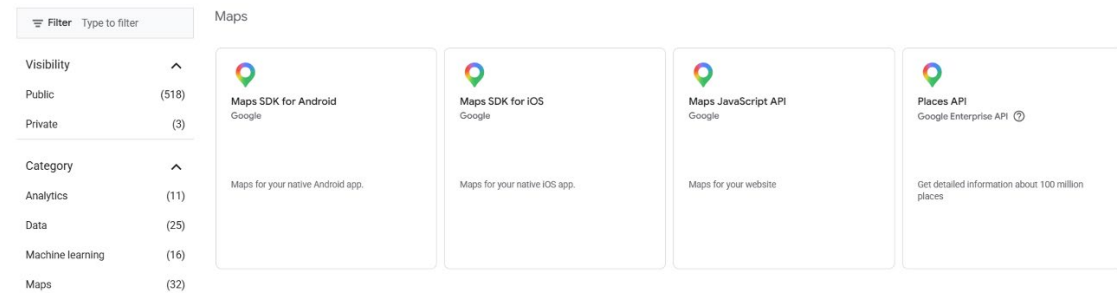 Filter Type to filter
Visibility
Public (518)
Private (3)
Category
Analytics (11)
Data (25)
Machine learning (16)
Maps (32)
Maps
Maps SDK for Android
Google
Maps for your native Android app.
Maps SDK for iOS
Google
Maps for your native iOS app.
Maps JavaScript API
Google
Maps for your website
Places API
Google Enterprise API
Get detailed information about 100 million
places